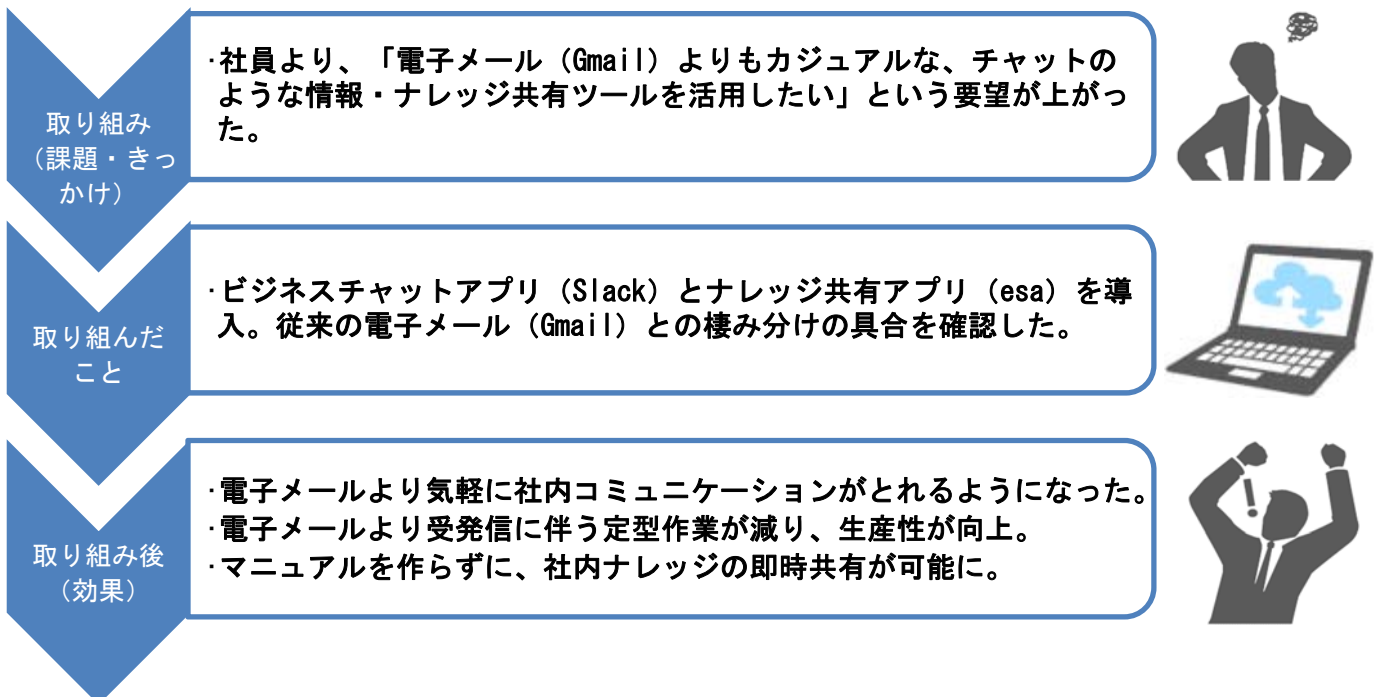 取り組み
（課題・きっ
かけ）
･社員より、「電子メール（Gmail）よりもカジュアルな、チャットの
ような情報・ナレッジ共有ツールを活用したい」という要望が上がっ
た。
取り組んだ
こと
･ビジネスチャットアプリ（Slack）とナレッジ共有アプリ（esa）を導
入。従来の電子メール（Gmail）との棲み分けの具合を確認した。
取り組み後
（効果）
･電子メールより気軽に社内コミュニケーションがとれるようになった。
･電子メールより受発信に伴う定型作業が減り、生産性が向上。
･マニュアルを作らずに、社内ナレッジの即時共有が可能に。